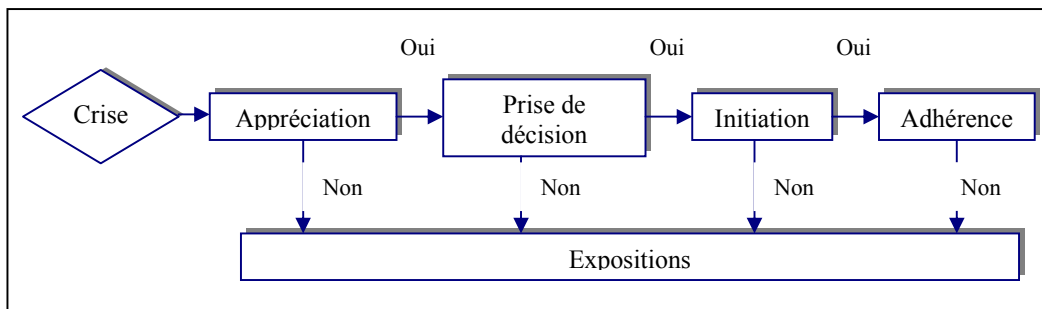 Oui Oui Oui
Crise
Appréciation
Prise de
décision
Initiation
Adhérence
Non Non Non Non
Expositions